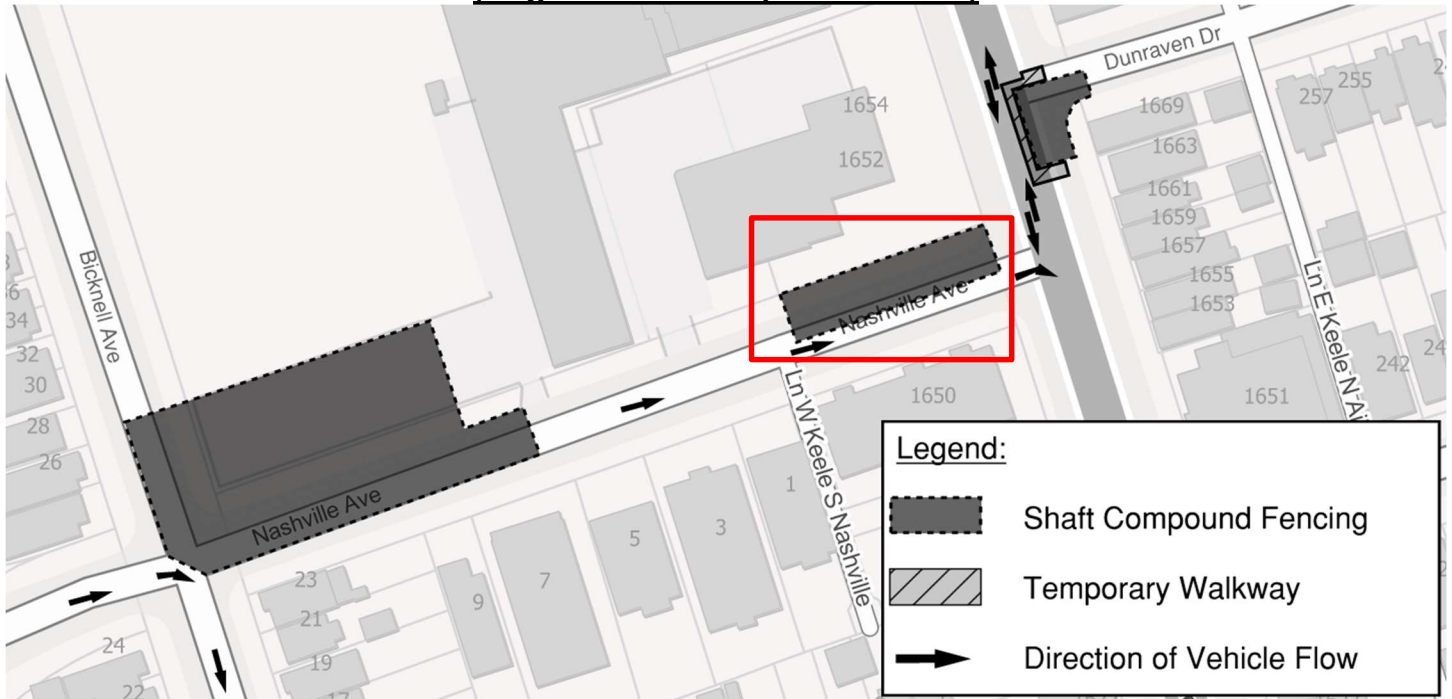 Dunraven Dr
1654
1652
1669
1663
1661
1659
1657
1655
1653
257
255
Bicknell Ave
34
32
30
28
26
Nashville Ave
Nashville Ave
Ln W Keele S Nashville
Ln E Keele N
1650
1651
242
1
3
5
7
9
23
21
19
24
22
Legend:
Shaft Compound Fencing
Temporary Walkway
Direction of Vehicle Flow